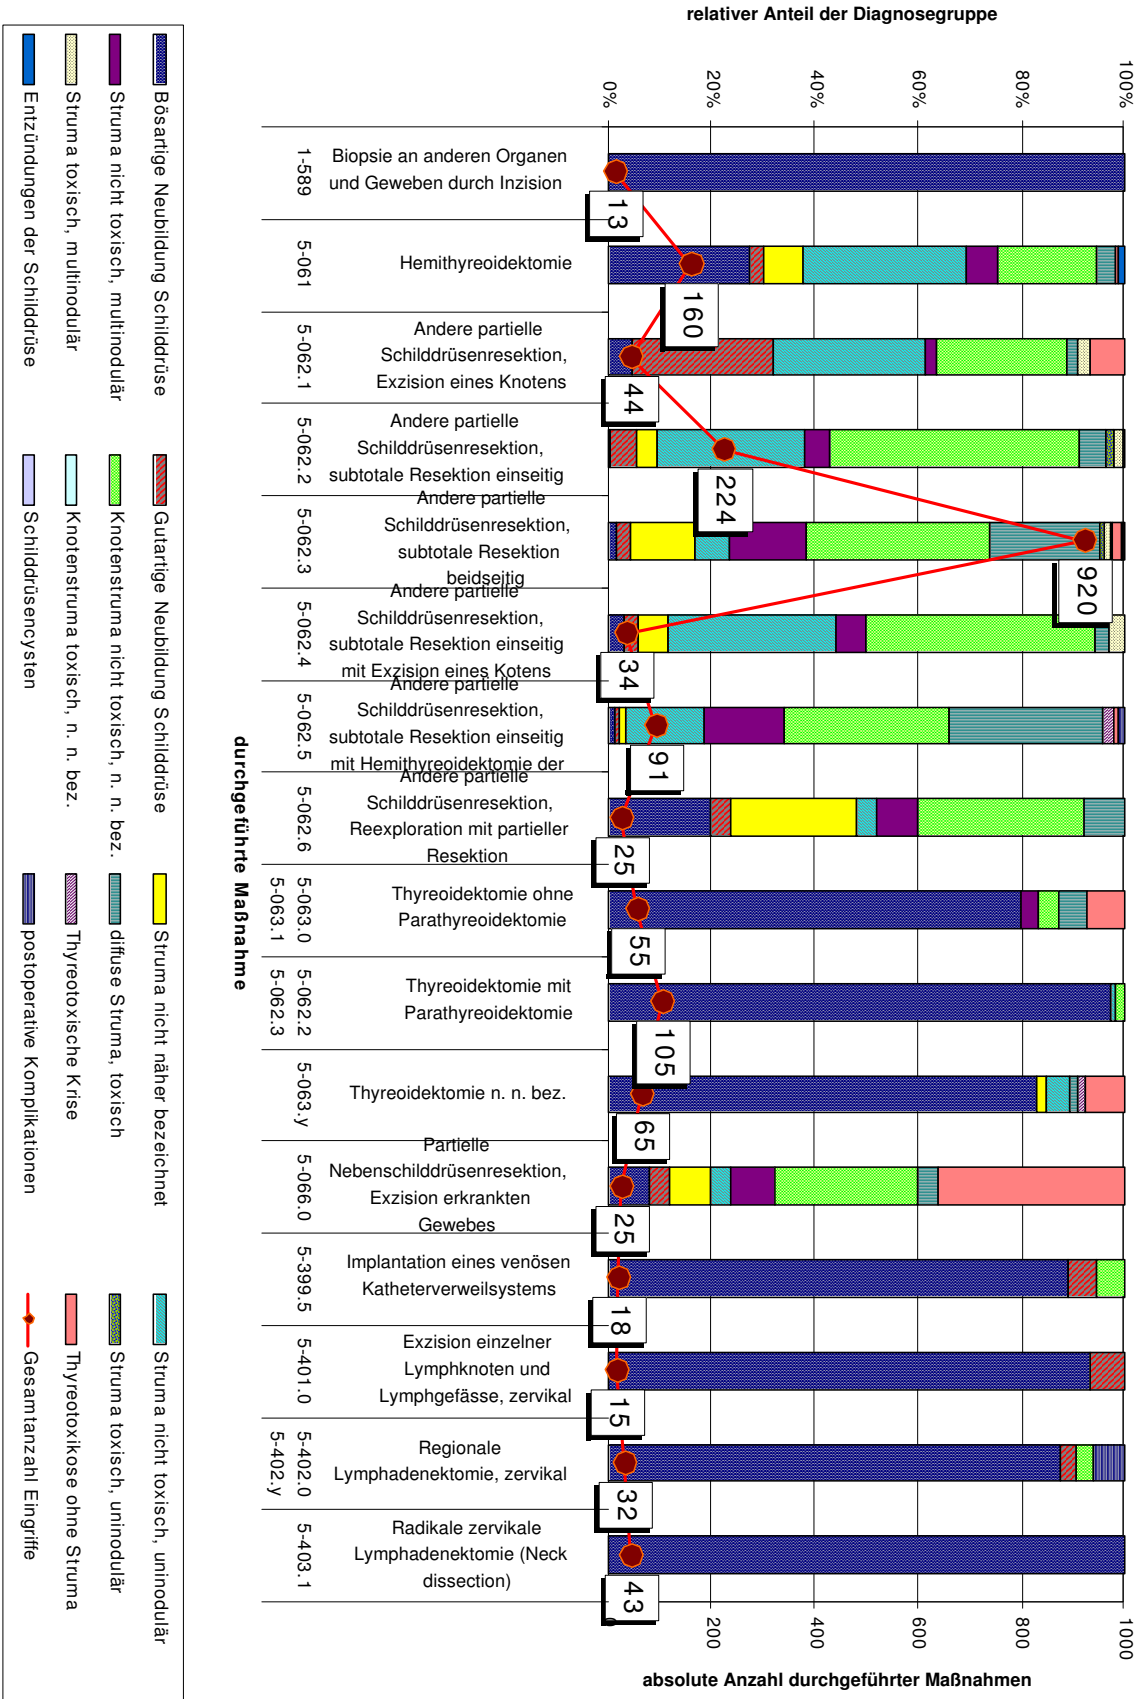 relativer Anteil der Diagnosegruppe
0%
20%
40%
60%
80%
100%
Biopsie an anderen Organen
und Geweben durch Inzision
1-589
Hemithyreoidektomie
5-061
Andere partielle
Schilddrüsenresektion,
Exzision eines Knotens
5-062.1
Andere partielle
Schilddrüsenresektion,
subtotale Resektion einseitig
5-062.2
Andere partielle
Schilddrüsenresektion,
subtotale Resektion
beidseitig
5-062.3
Andere partielle
Schilddrüsenresektion,
subtotale Resektion einseitig
mit Exzision eines Kotens
5-062.4
Andere partielle
Schilddrüsenresektion,
subtotale Resektion einseitig
mit Hemithyreoidektomie der
5-062.5
Andere partielle
Schilddrüsenresektion,
Reexploration mit partieller
Resektion
5-062.6
Thyreoidektomie ohne
Parathyreoidektomie
5-063.0
5-063.1
Thyreoidektomie mit
Parathyreoidektomie
5-062.2
5-062.3
Thyreoidektomie n. n. bez.
5-063.y
Partielle
Nebenschilddrüsenresektion,
Exzision erkrankten
Gewebes
5-066.0
Implantation eines venösen
Katheterverweilsystems
5-399.5
Exzision einzelner
Lymphknoten und
Lymphgefässe, zervikal
5-401.0
Regionale
Lymphadenektomie, zervikal
5-402.0
5-402.y
Radikale zervikale
Lymphadenektomie (Neck
dissection)
5-403.1
13
160
44
224
920
34
91
25
55
105
65
25
18
15
32
43
0
200
400
600
800
1000
absolute Anzahl durchgeführter Maßnahmen
durchgeführte Maßnahme
Bösartige Neubildung Schilddrüse
Gutartige Neubildung Schilddrüse
Struma nicht näher bezeichnet
Struma nicht toxisch, uninodulär
Struma nicht toxisch, multinodulär
Knotenstruma nicht toxisch, n. n. bez.
diffuse Struma, toxisch
Struma toxisch, uninodulär
Struma toxisch, multinodulär
Knotenstruma toxisch, n. n. bez.
Thyreotoxische Krise
Thyreotoxikose ohne Struma
Entzündungen der Schilddrüse
Schilddrüsencysten
postoperative Komplikationen
Gesamtanzahl Eingriffe